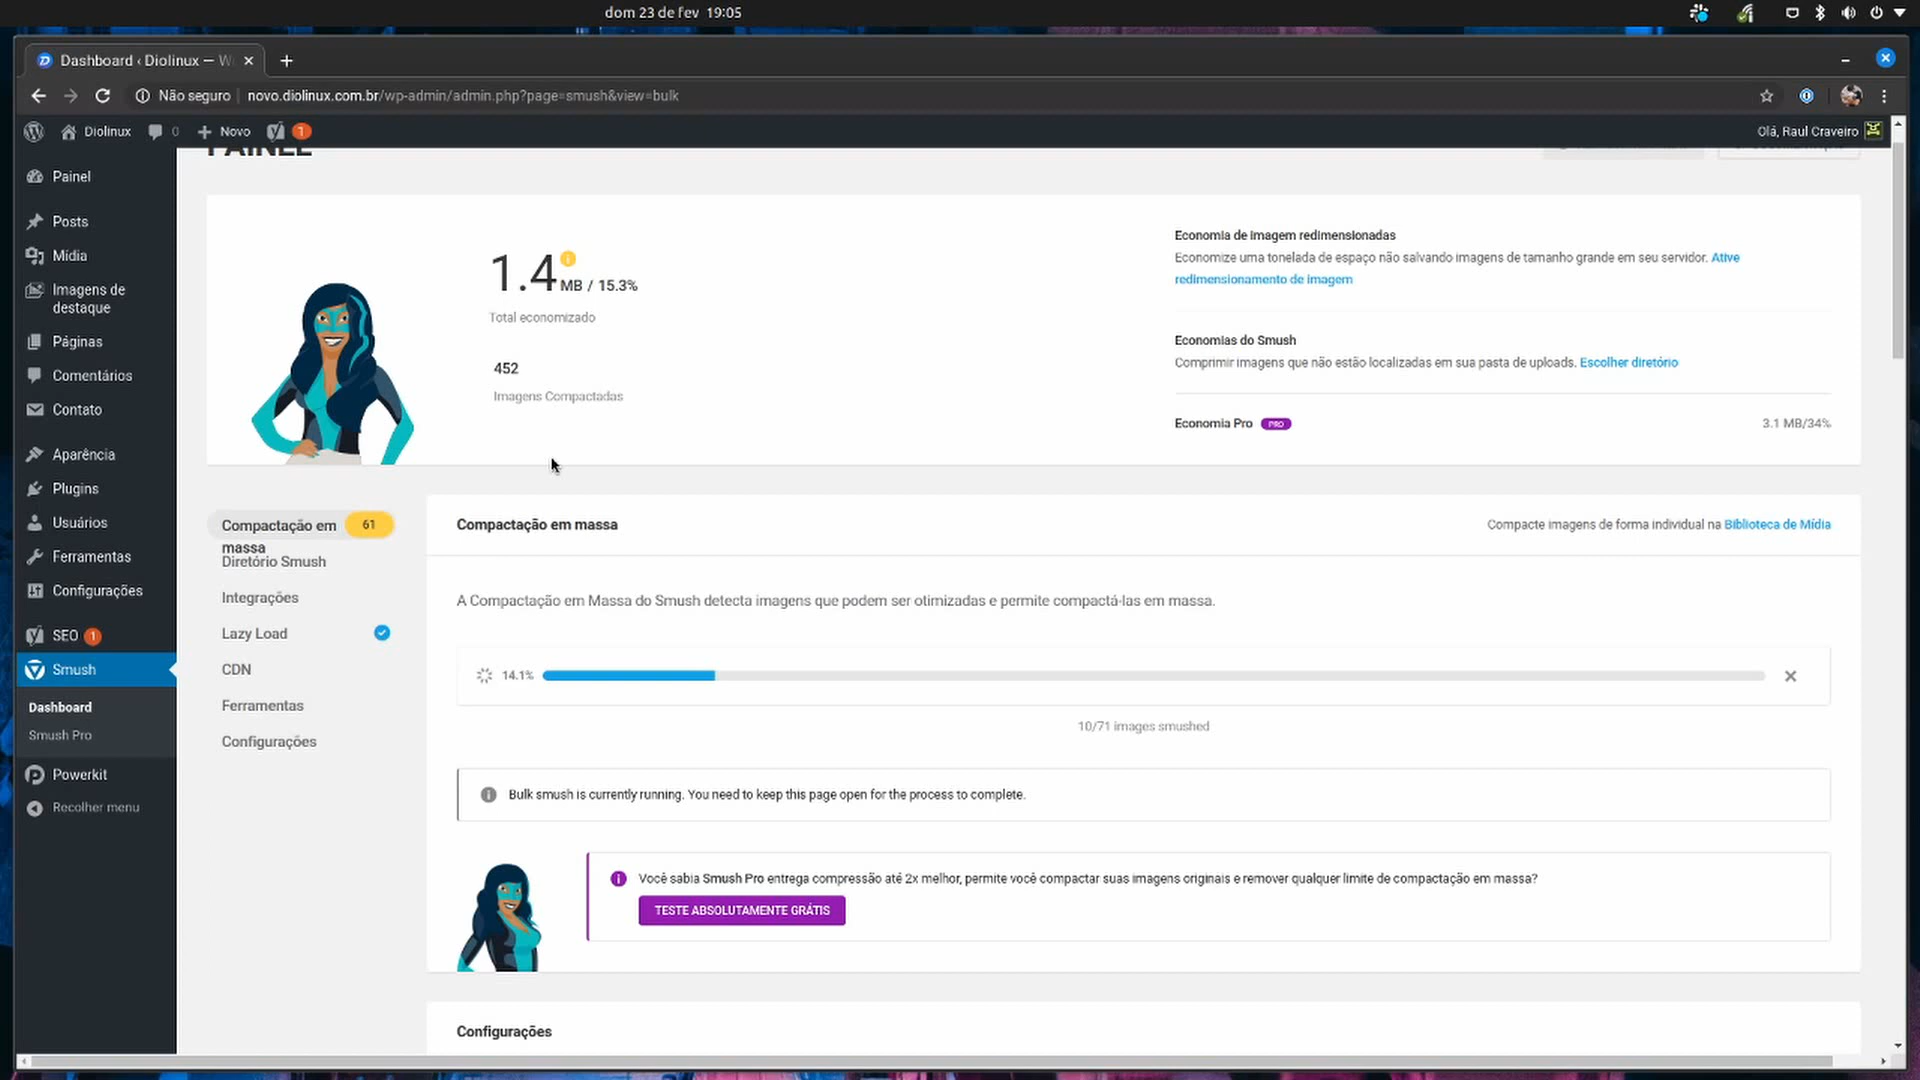 dom 23 de fev 19:05
Dashboard ‹ Diolinux — W
Não seguro
novo.diolinux.com.br/wp-admin/admin.php?page=smush&view=bulk
Diolinux
0
Novo
1
Olá, Raul Craveiro
PAINEL
Painel
Posts
Mídia
Imagens de
destaque
Páginas
Comentários
Contato
Aparência
Plugins
Usuários
Ferramentas
Configurações
SEO 1
Smush
Dashboard
Smush Pro
Powerkit
Recolher menu
1.4 MB / 15.3%
Total economizado
452
Imagens Compactadas
Economia de imagem redimensionadas
Economize uma tonelada de espaço não salvando imagens de tamanho grande em seu servidor. Ative
redimensionamento de imagem
Economias do Smush
Comprimir imagens que não estão localizadas em sua pasta de uploads. Escolher diretório
Economia Pro PRO
3.1 MB/34%
Compactação em
massa
61
Diretório Smush
Integrações
Lazy Load
CDN
Ferramentas
Configurações
Compactação em massa
Compacte imagens de forma individual na Biblioteca de Mídia
A Compactação em Massa do Smush detecta imagens que podem ser otimizadas e permite compactá-las em massa.
14.1%
10/71 images smushed
Bulk smush is currently running. You need to keep this page open for the process to complete.
Você sabia Smush Pro entrega compressão até 2x melhor, permite você compactar suas imagens originais e remover qualquer limite de compactação em massa?
TESTE ABSOLUTAMENTE GRÁTIS
Configurações